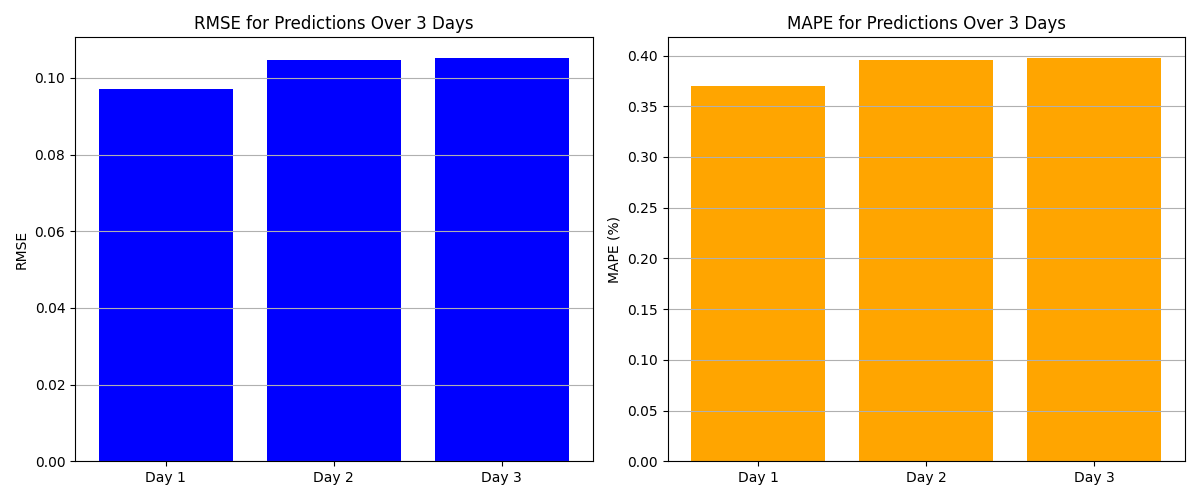 RMSE for Predictions Over 3 Days
RMSE
0.10
0.08
0.06
0.04
0.02
0.00
Day 1
Day 2
Day 3
MAPE for Predictions Over 3 Days
MAPE (%)
0.40
0.35
0.30
0.25
0.20
0.15
0.10
0.05
0.00
Day 1
Day 2
Day 3